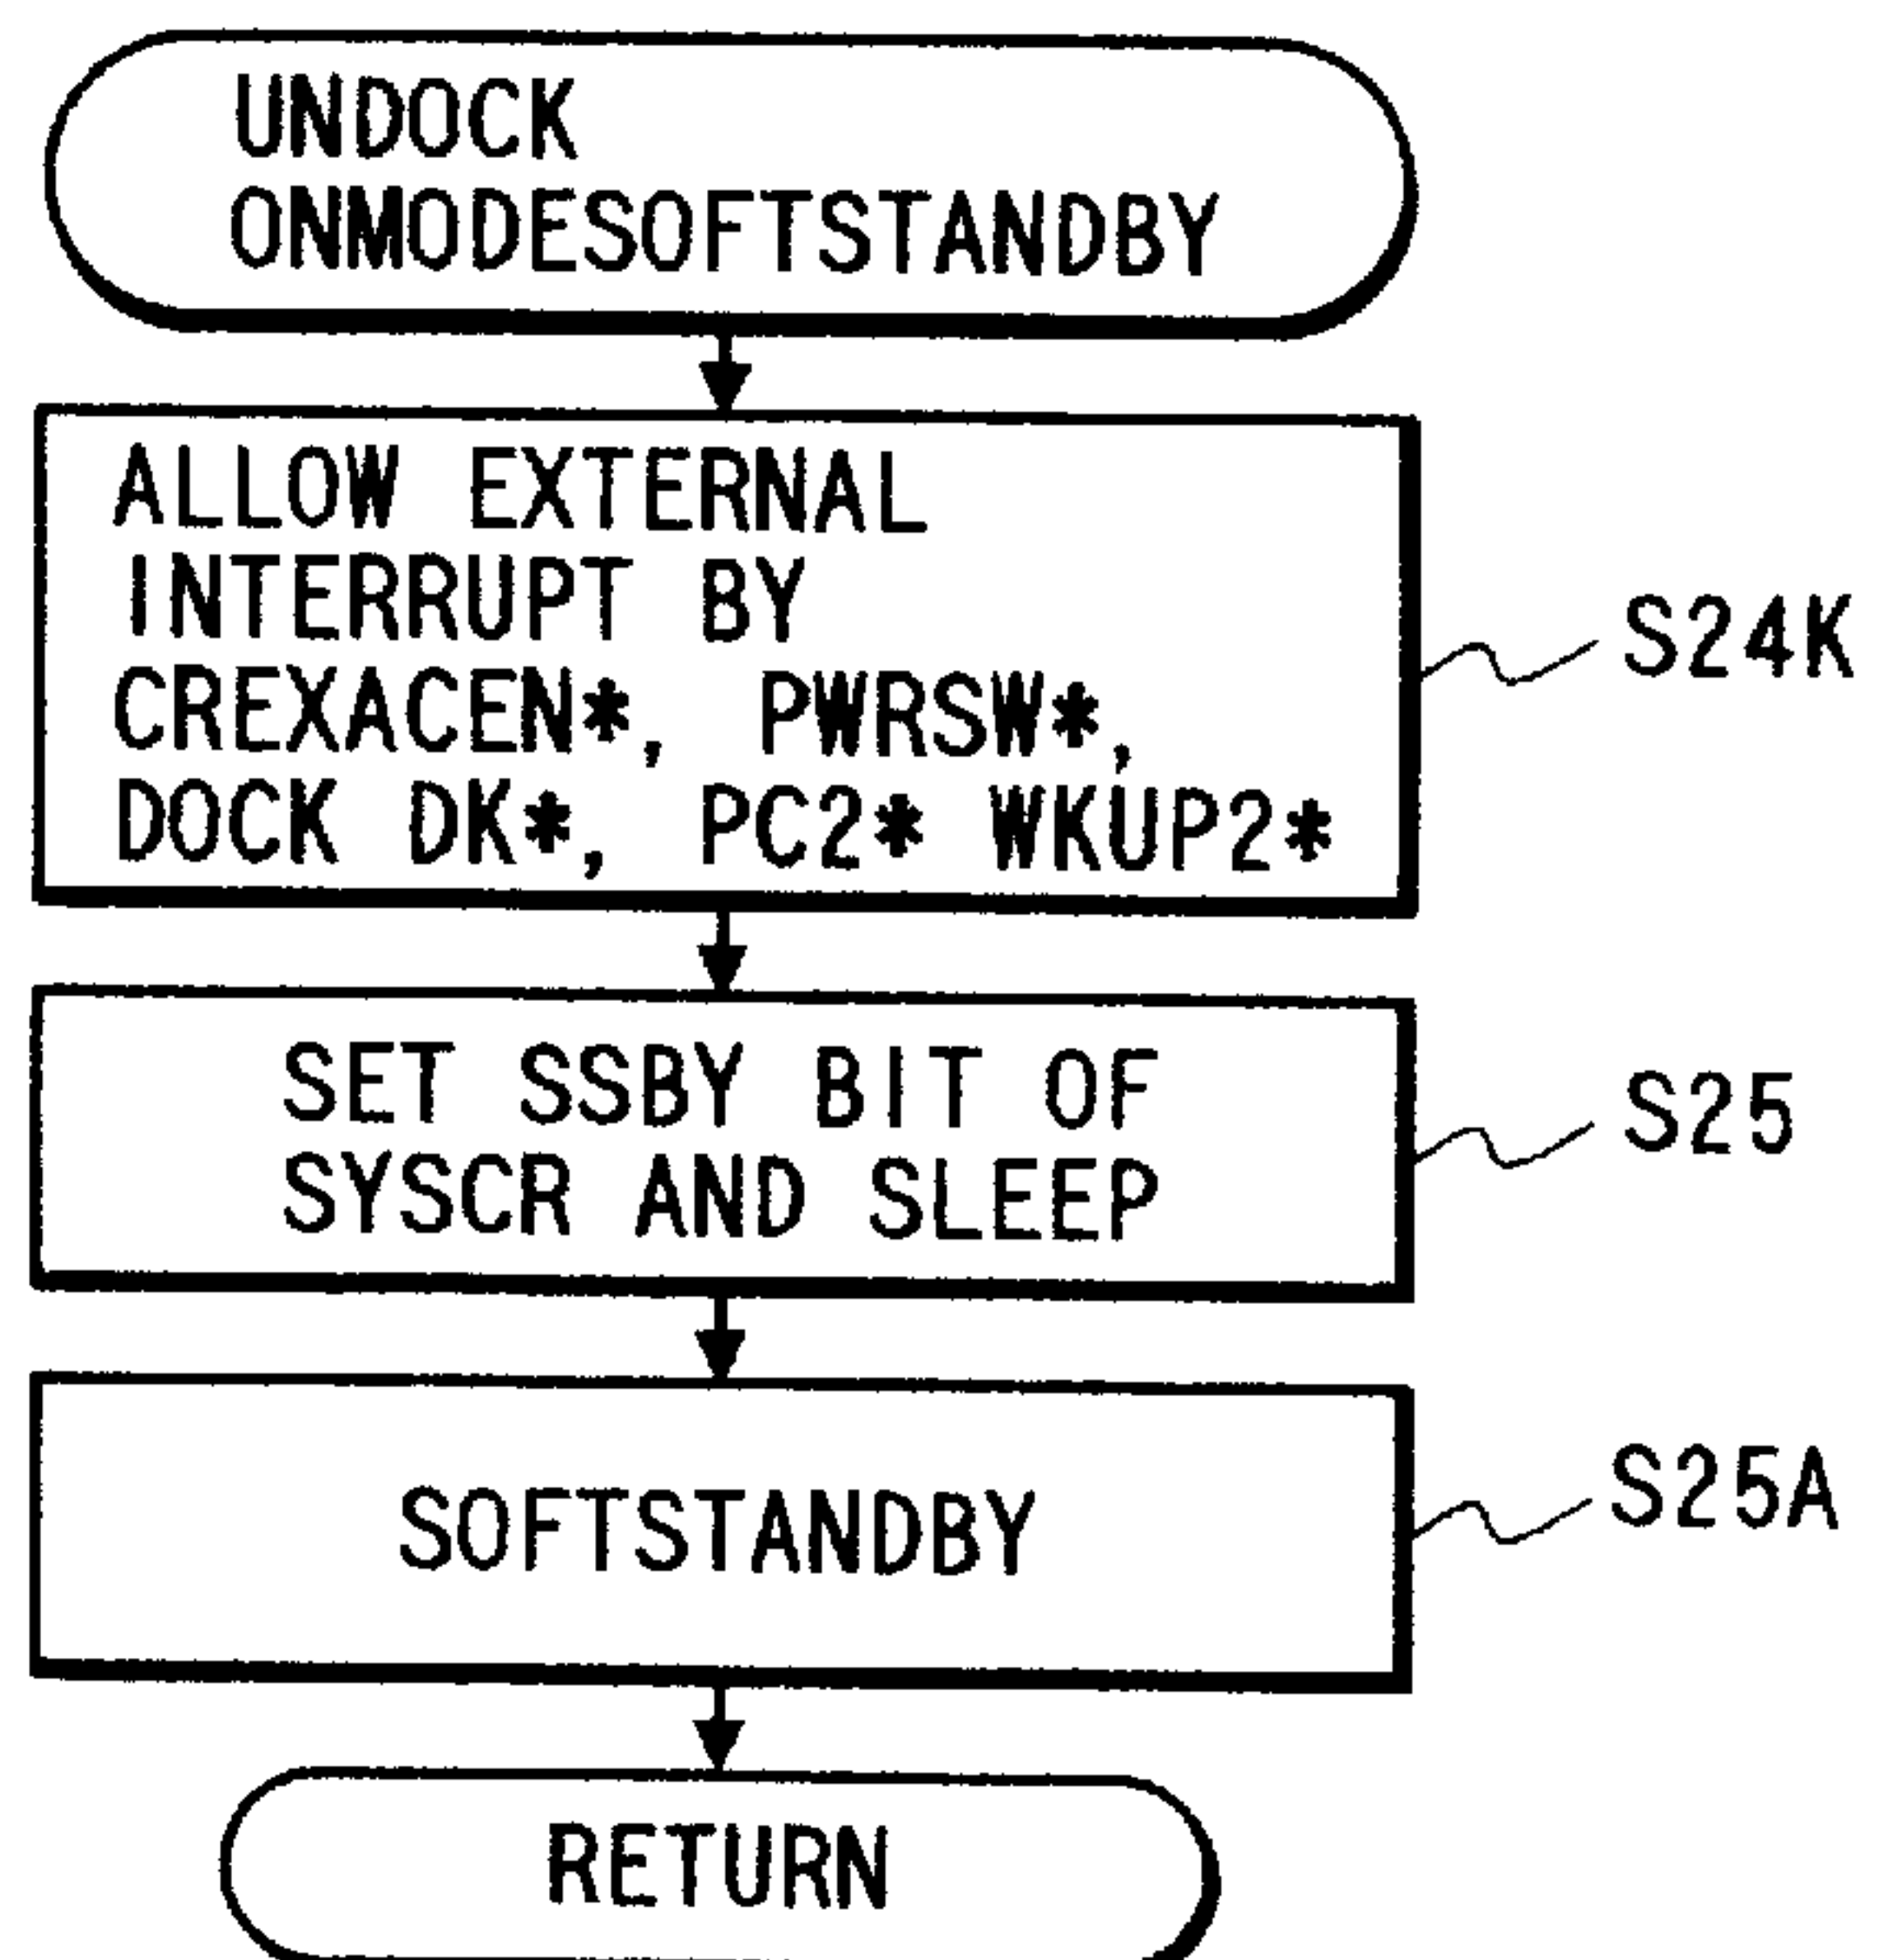 UNDOCK
ONMODESOFTSTANDBY
ALLOW EXTERNAL
INTERRUPT BY
CREXACEN*, PWRSW*,
DOCK DK*, PC2* WKUP2*
S24K
SET SSBY BIT OF
SYSCR AND SLEEP
S25
SOFTSTANDBY
S25A
RETURN